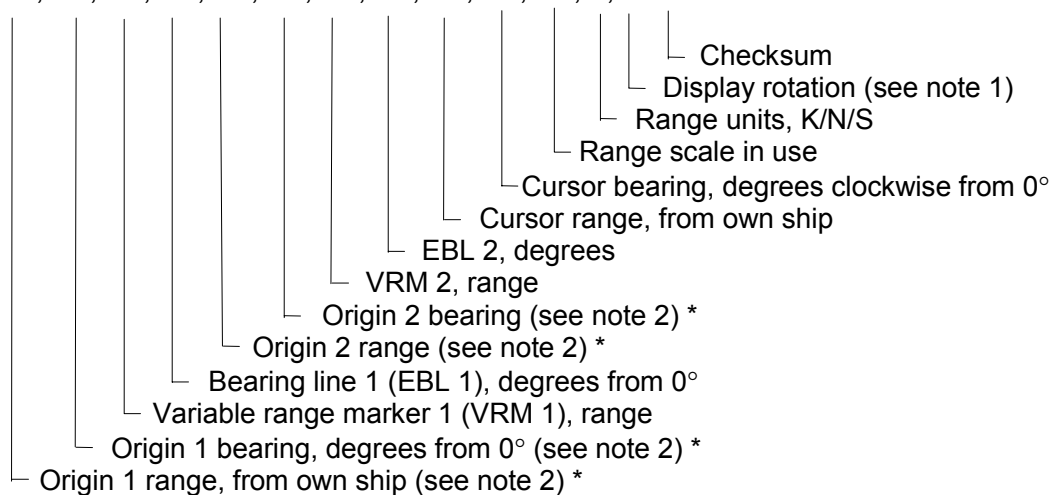 Checksum
Display rotation (see note 1)
Range units, K/N/S
Range scale in use
Cursor bearing, degrees clockwise from 0°
Cursor range, from own ship
EBL 2, degrees
VRM 2, range
Origin 2 bearing (see note 2) *
Origin 2 range (see note 2) *
Bearing line 1 (EBL 1), degrees from 0°
Variable range marker 1 (VRM 1), range
Origin 1 bearing, degrees from 0° (see note 2) *
Origin 1 range, from own ship (see note 2) *